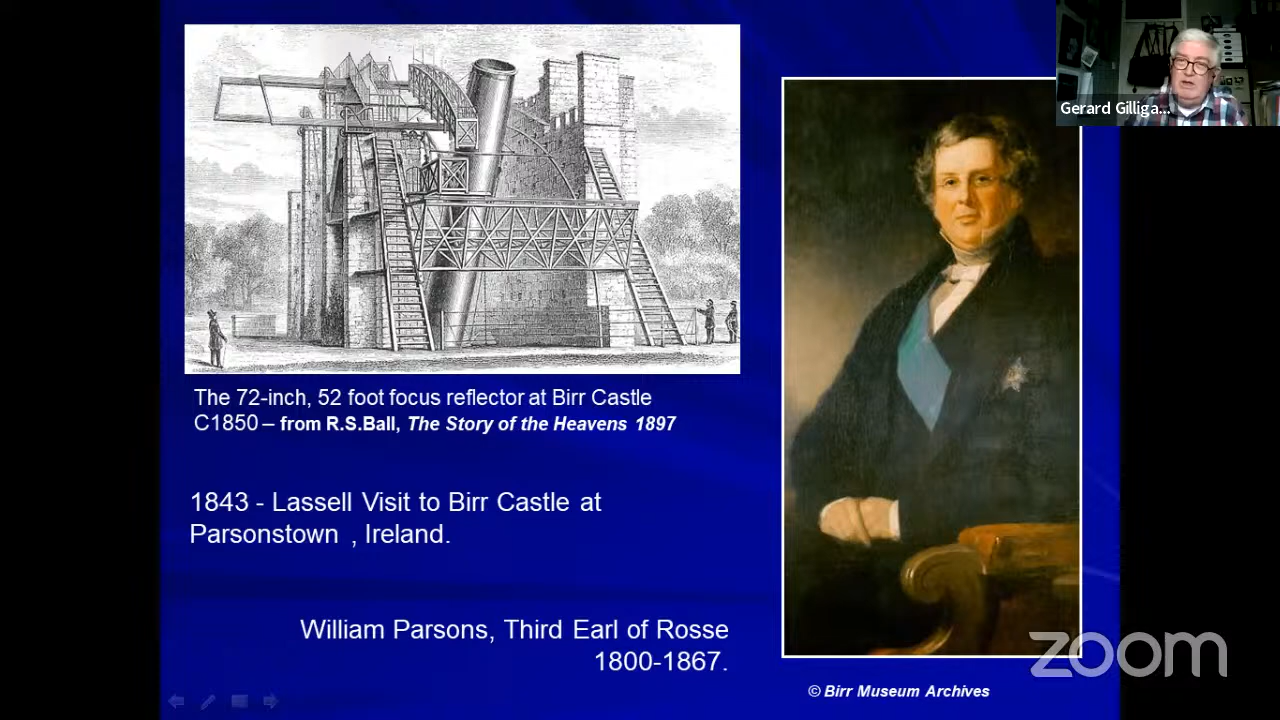 Gerard Gilliga...
The 72-inch, 52 foot focus reflector at Birr Castle
C1850 – from R.S.Ball, The Story of the Heavens 1897
1843 - Lassell Visit to Birr Castle at
Parsonstown , Ireland.
William Parsons, Third Earl of Rosse
1800-1867.
© Birr Museum Archives
zoom